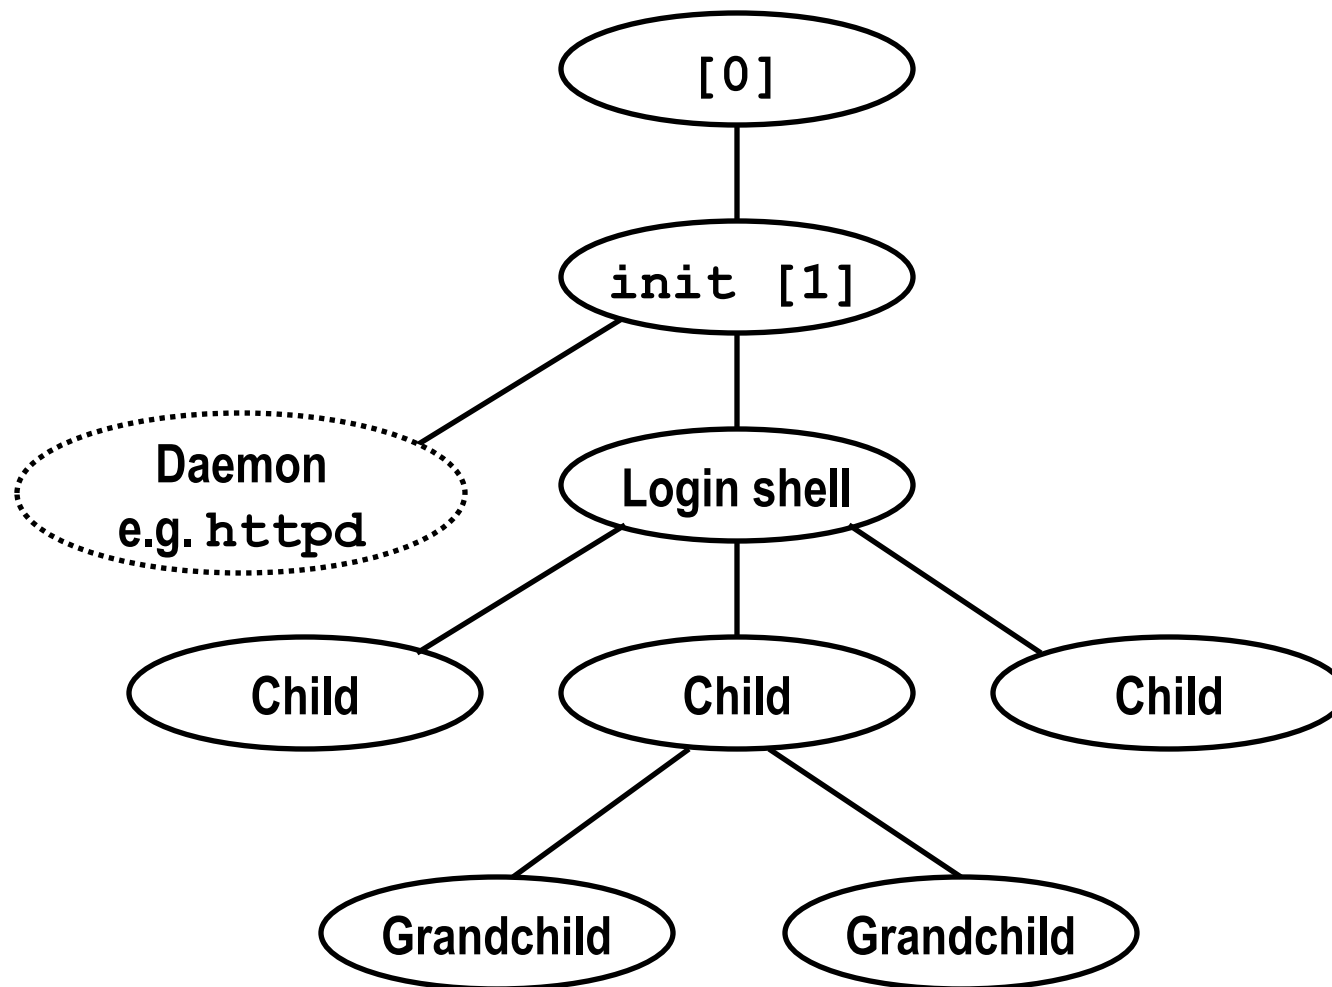 [0]
init [1]
Daemon
e.g. httpd
Login shell
Child
Child
Child
Grandchild
Grandchild